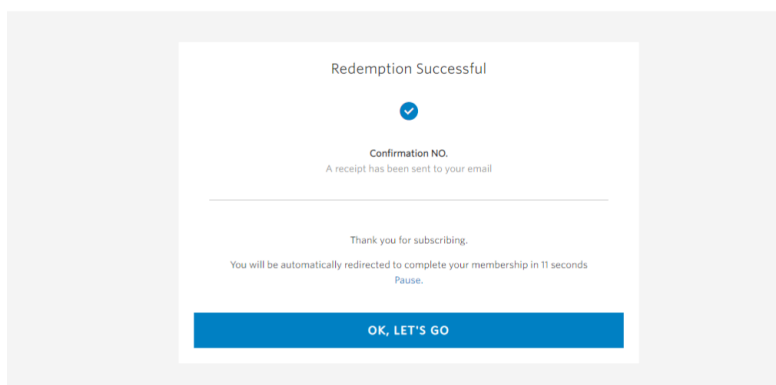 Redemption Successful
Confirmation NO.
A receipt has been sent to your email
Thank you for subscribing.
You will be automatically redirected to complete your membership in 11 seconds
Pause.
OK, LET'S GO